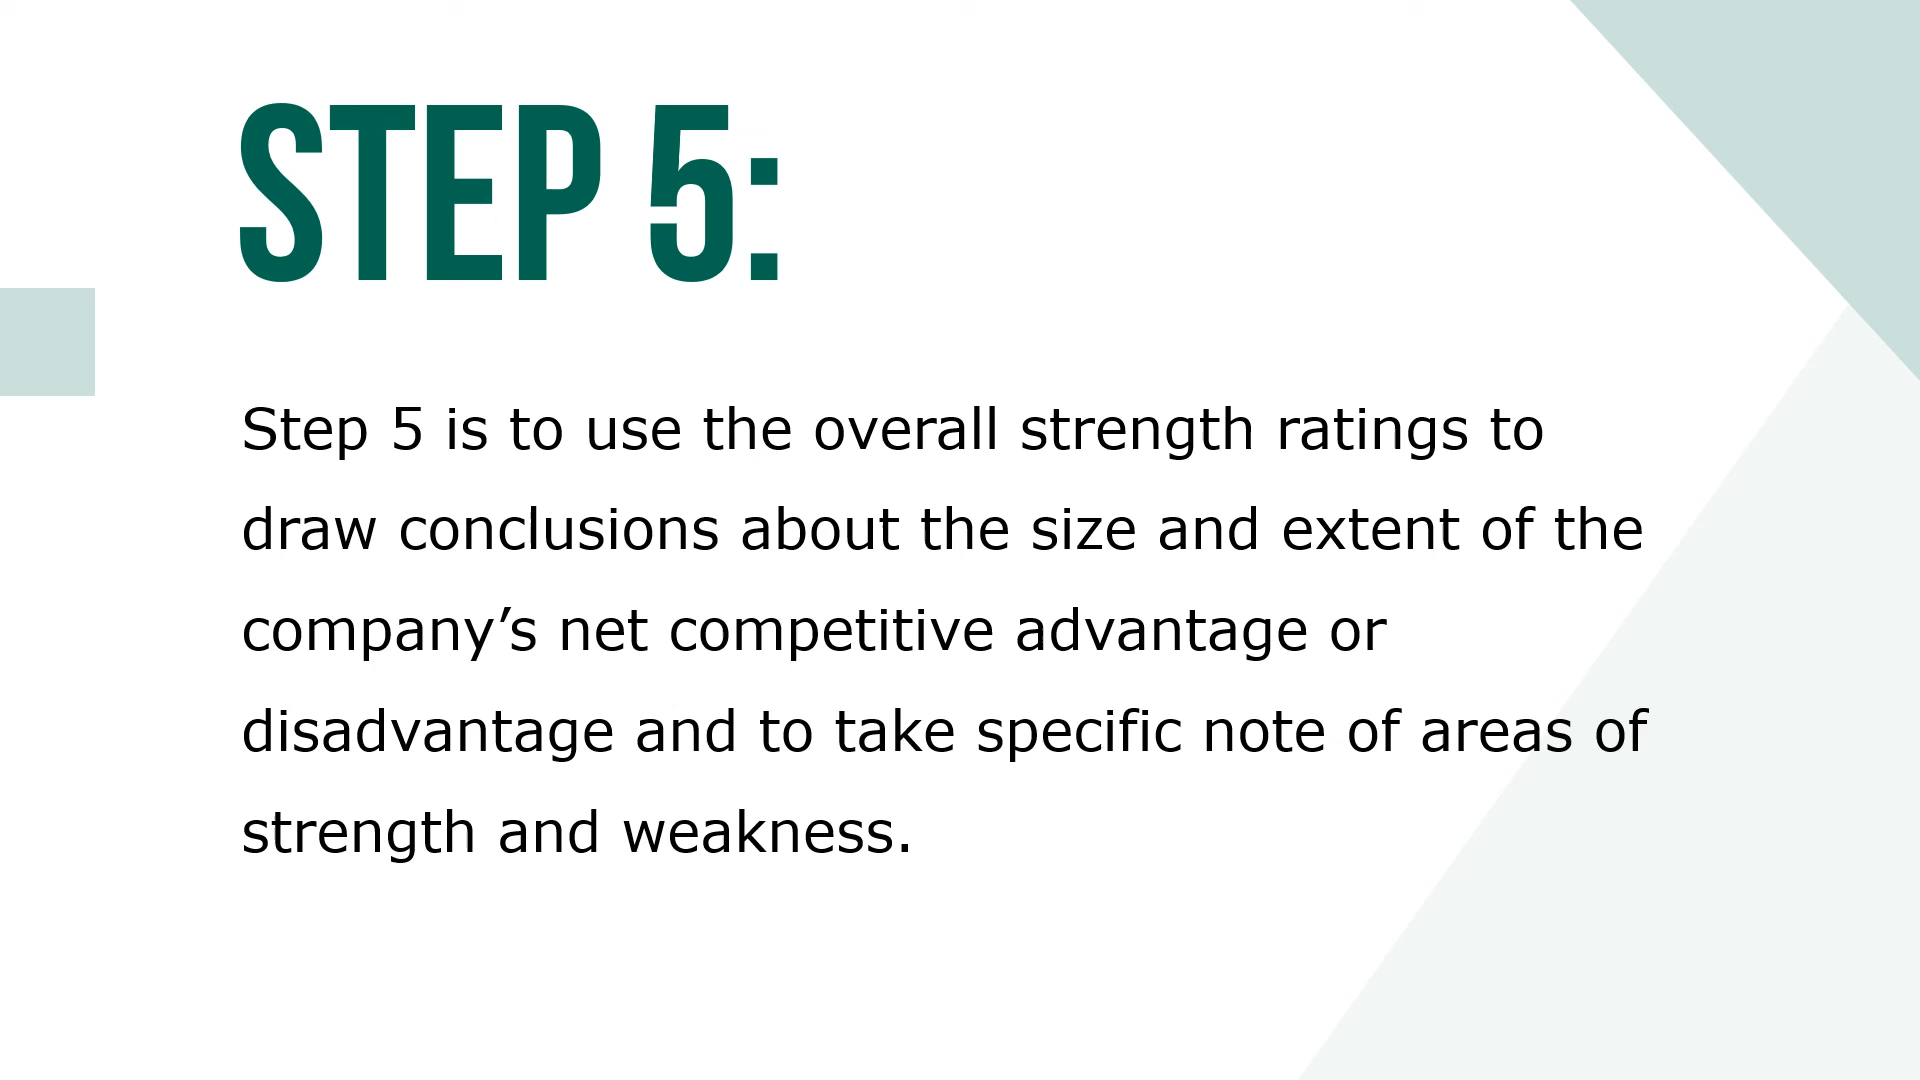 STEP 5:
Step 5 is to use the overall strength ratings to
draw conclusions about the size and extent of the
company’s net competitive advantage or
disadvantage and to take specific note of areas of
strength and weakness.